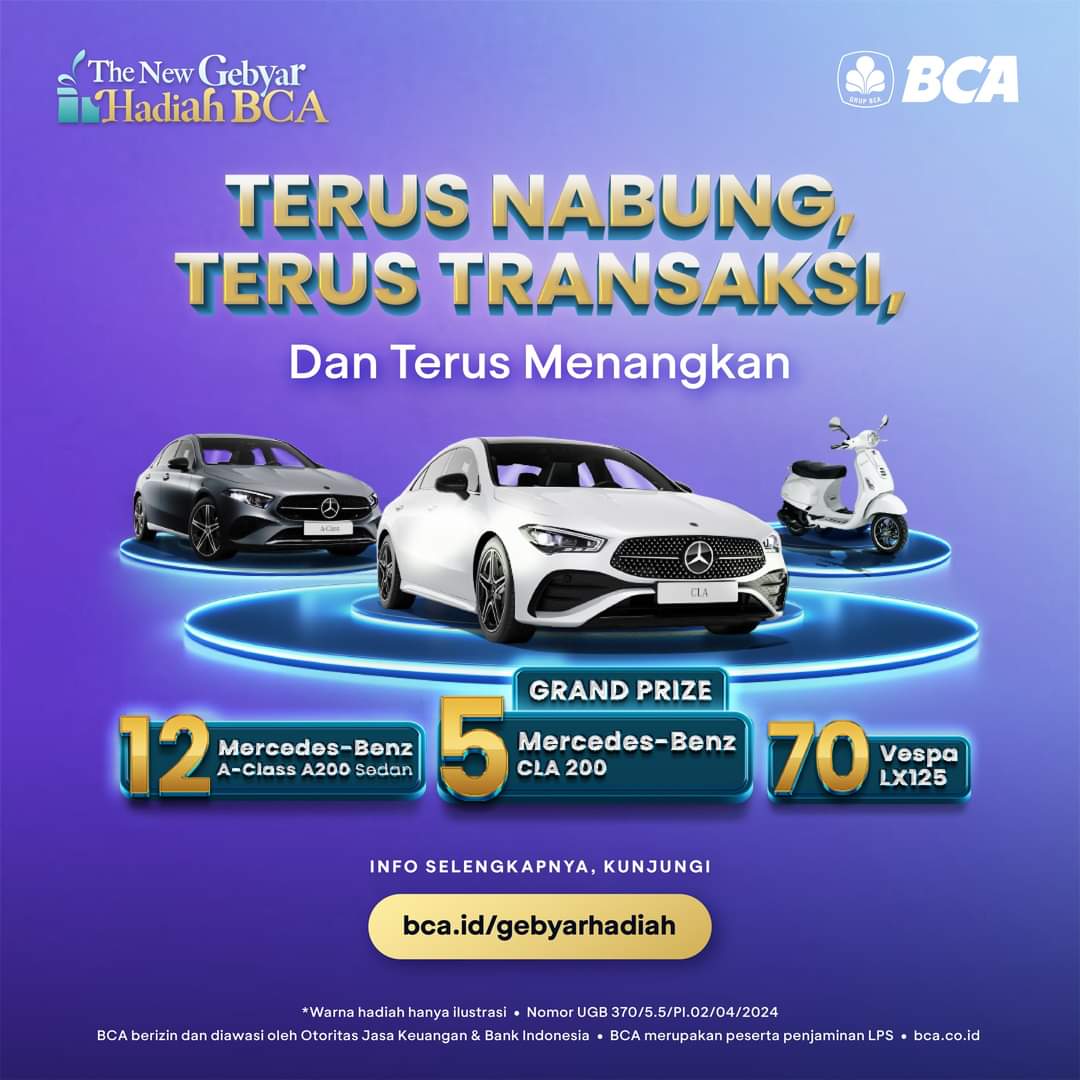 The New Gebyar
Hadiah BCA
GRUP BCA
BCA
TERUS NABUNG,
TERUS TRANSAKSI,
Dan Terus Menangkan
A-Class
CLA
GRAND PRIZE
12 Mercedes-Benz
A-Class A200 Sedan
5 Mercedes-Benz
CLA 200
70 Vespa
LX125
INFO SELENGKAPNYA, KUNJUNGI
bca.id/gebyarhadiah
*Warna hadiah hanya ilustrasi • Nomor UGB 370/5.5/PI.02/04/2024
BCA berizin dan diawasi oleh Otoritas Jasa Keuangan & Bank Indonesia • BCA merupakan peserta penjaminan LPS • bca.co.id